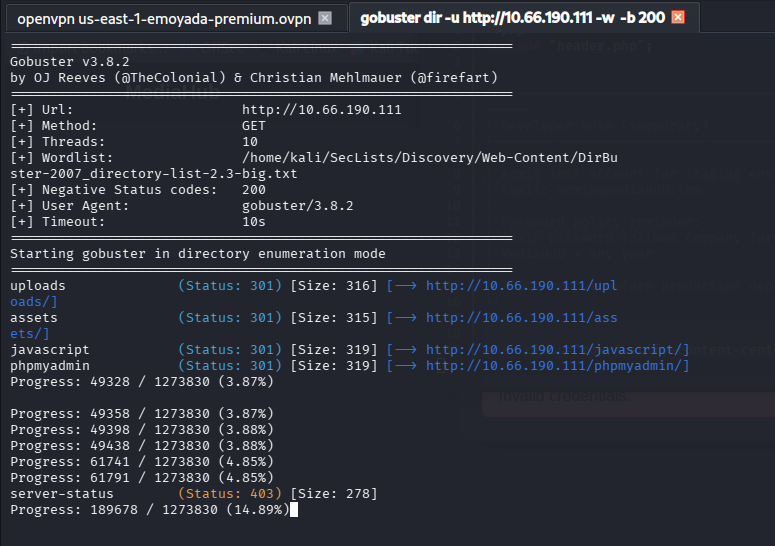 openvpn us-east-1-emoyada-premium.ovpn
gobuster dir -u http://10.66.190.111 -w -b 200
Gobuster v3.8.2
by OJ Reeves (@TheColonial) & Christian Mehlmauer (@firefart)
[+] Url: http://10.66.190.111
[+] Method: GET
[+] Threads: 10
[+] Wordlist: /home/kali/SecLists/Discovery/Web-Content/DirBu
ster-2007_directory-list-2.3-big.txt
[+] Negative Status codes: 200
[+] User Agent: gobuster/3.8.2
[+] Timeout: 10s
Starting gobuster in directory enumeration mode
uploads (Status: 301) [Size: 316] [--> http://10.66.190.111/upl
oads/]
assets (Status: 301) [Size: 315] [--> http://10.66.190.111/ass
ets/]
javascript (Status: 301) [Size: 319] [--> http://10.66.190.111/javascript/]
phpmyadmin (Status: 301) [Size: 319] [--> http://10.66.190.111/phpmyadmin/]
Progress: 49328 / 1273830 (3.87%)
Progress: 49358 / 1273830 (3.87%)
Progress: 49398 / 1273830 (3.88%)
Progress: 49438 / 1273830 (3.88%)
Progress: 61741 / 1273830 (4.85%)
Progress: 61791 / 1273830 (4.85%)
server-status (Status: 403) [Size: 278]
Progress: 189678 / 1273830 (14.89%)
"header.php";
MediaHub
Invalid credentials.